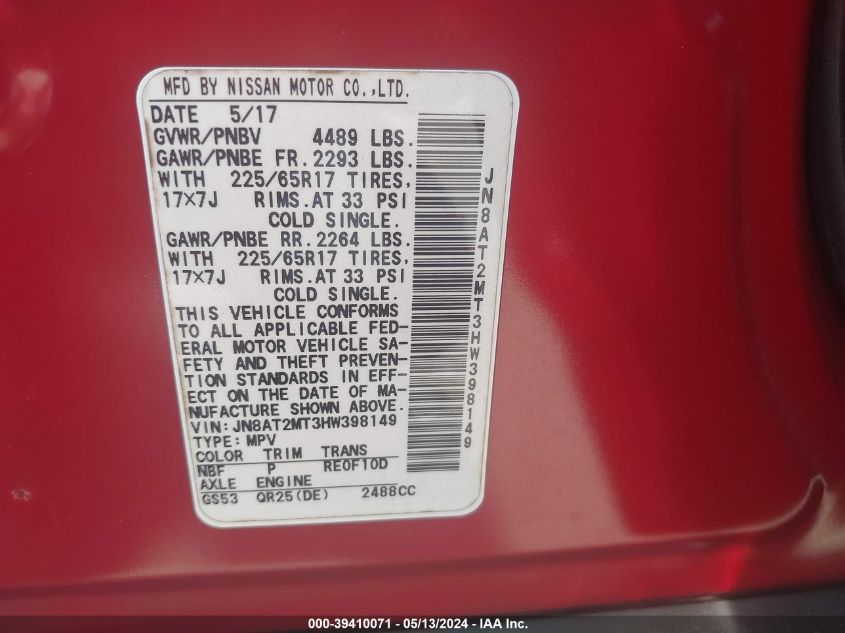 MFD BY NISSAN MOTOR CO.,LTD.
DATE 5/17
GVWR/PNBV 4489 LBS.
GAWR/PNBE FR. 2293 LBS.
WITH 225/65R17 TIRES,
17×7J RIMS.AT 33 PSI
COLD SINGLE.
GAWR/PNBE RR. 2264 LBS.
WITH 225/65R17 TIRES,
17×7J RIMS.AT 33 PSI
COLD SINGLE.
THIS VEHICLE CONFORMS
TO ALL APPLICABLE FED-
ERAL MOTOR VEHICLE SA-
FETY AND THEFT PREVEN-
TION STANDARDS IN EFF-
ECT ON THE DATE OF MA-
NUFACTURE SHOWN ABOVE.
VIN:JN8AT2MT3HW398149
TYPE:MPV
COLOR TRIM TRANS
NBF P RE0F10D
AXLE ENGINE
GS53 QR25(DE) 2488CC
JN8AT2MT3HW398149
000-39410071 - 05/13/2024 - IAA Inc.